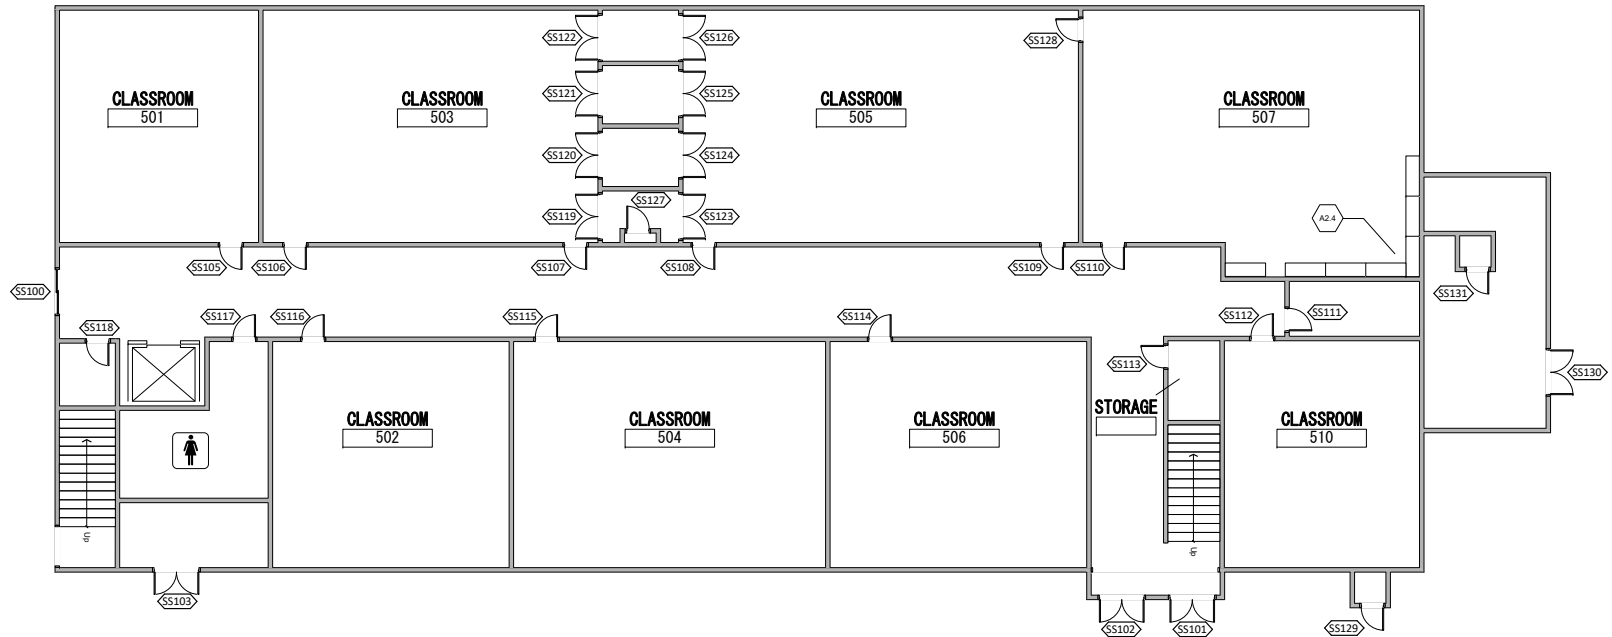 SS122
SS126
SS128
SS121
SS125
CLASSROOM
501
CLASSROOM
503
CLASSROOM
505
CLASSROOM
507
SS120
SS124
SS127
SS119
SS123
A2.4
SS105
SS106
SS107
SS108
SS109
SS110
SS100
SS131
SS118
SS117
SS116
SS115
SS114
SS112
SS111
SS113
SS130
STORAGE
CLASSROOM
502
CLASSROOM
504
CLASSROOM
506
CLASSROOM
510
Up
Up
SS103
SS102
SS101
SS129